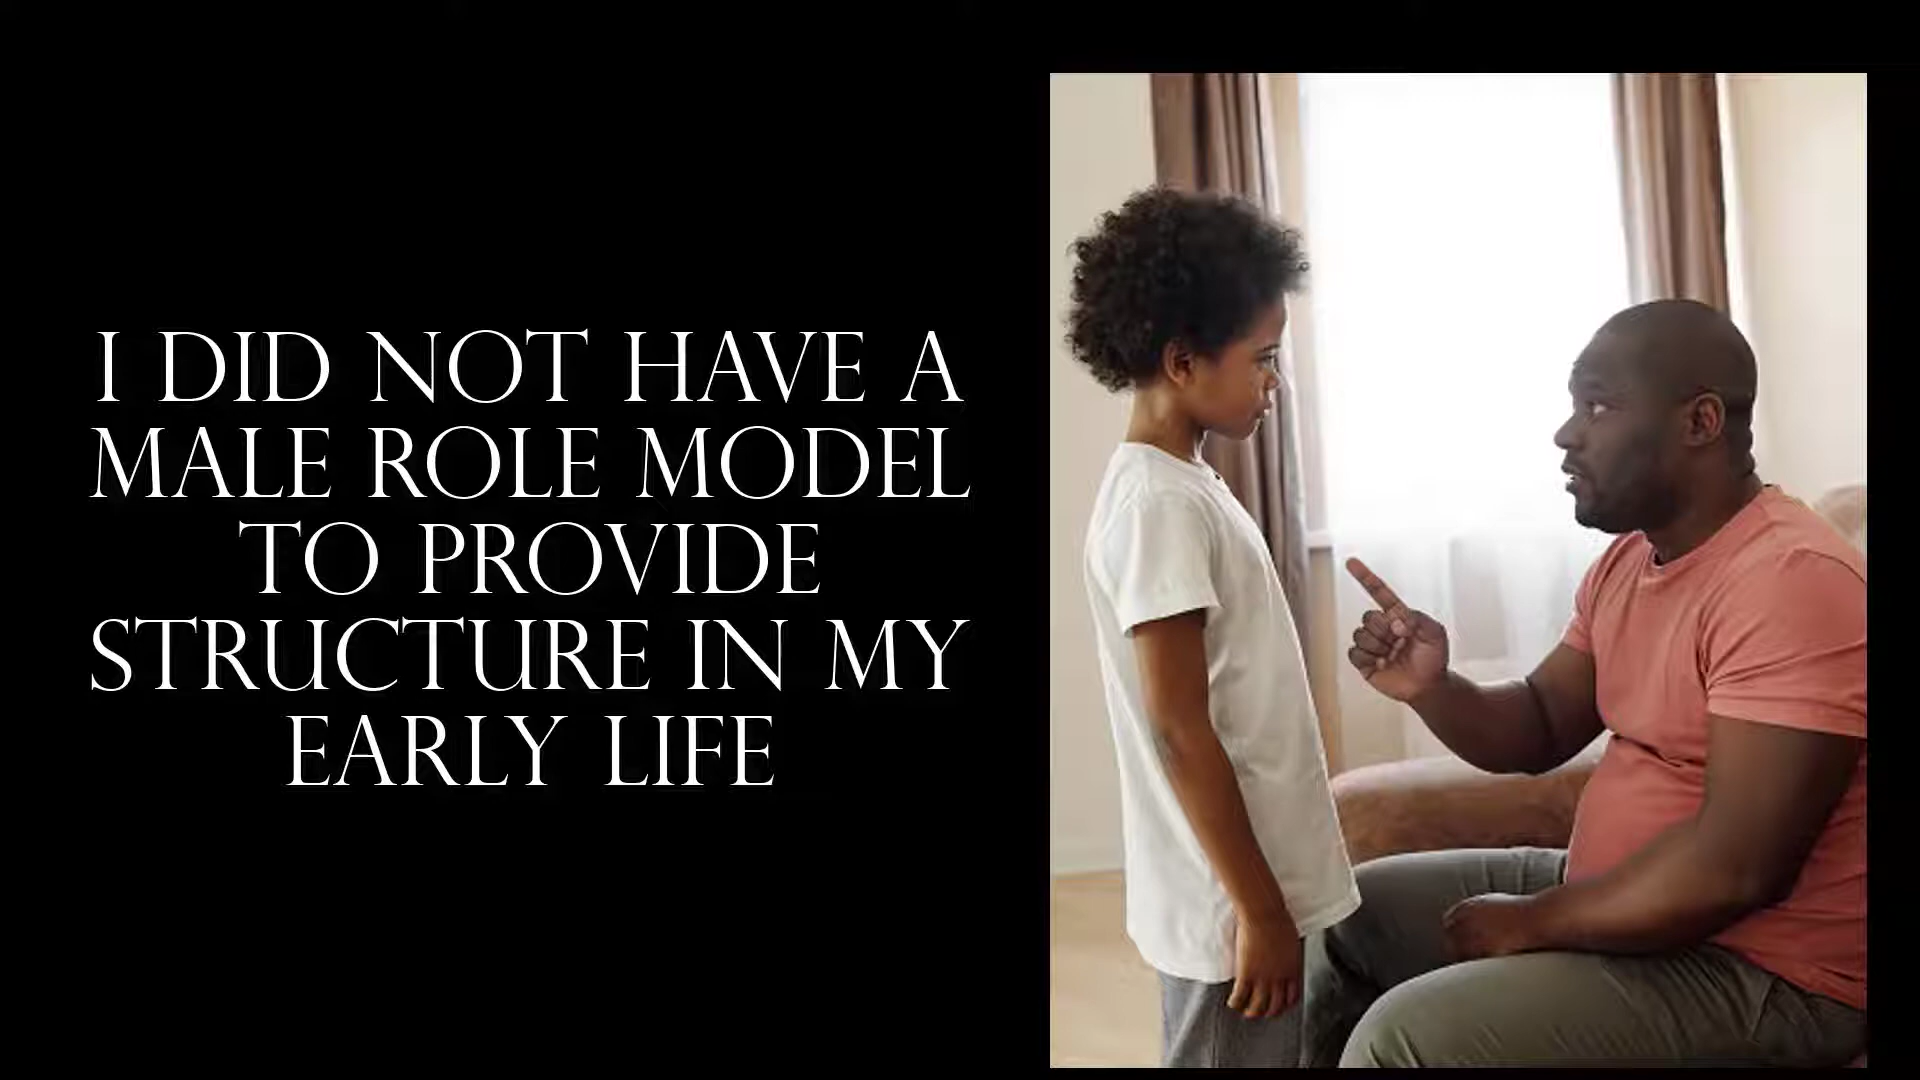 I DID NOT HAVE A
MALE ROLE MODEL
TO PROVIDE
STRUCTURE IN MY
EARLY LIFE